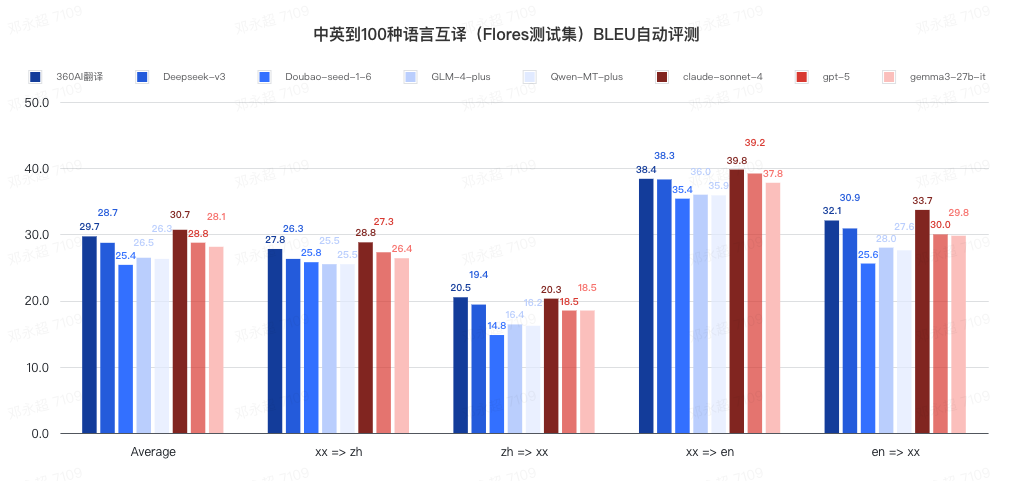 中英到100种语言互译（Flores测试集）BLEU自动评测
360AI翻译 Deepseek-v3 Doubao-seed-1-6 GLM-4-plus Qwen-MT-plus claude-sonnet-4 gpt-5 gemma3-27b-it
50.0
40.0
30.0
20.0
10.0
0.0
29.7 28.7 25.4 26.5 26.3 30.7 28.8 28.1
27.8 26.3 25.8 25.5 25.5 28.8 27.3 26.4
20.5 19.4 14.8 16.4 16.2 20.3 18.5 18.5
38.4 38.3 35.4 36.0 35.9 39.8 39.2 37.8
32.1 30.9 25.6 28.0 27.6 33.7 30.0 29.8
Average xx => zh zh => xx xx => en en => xx
邓永超 7109